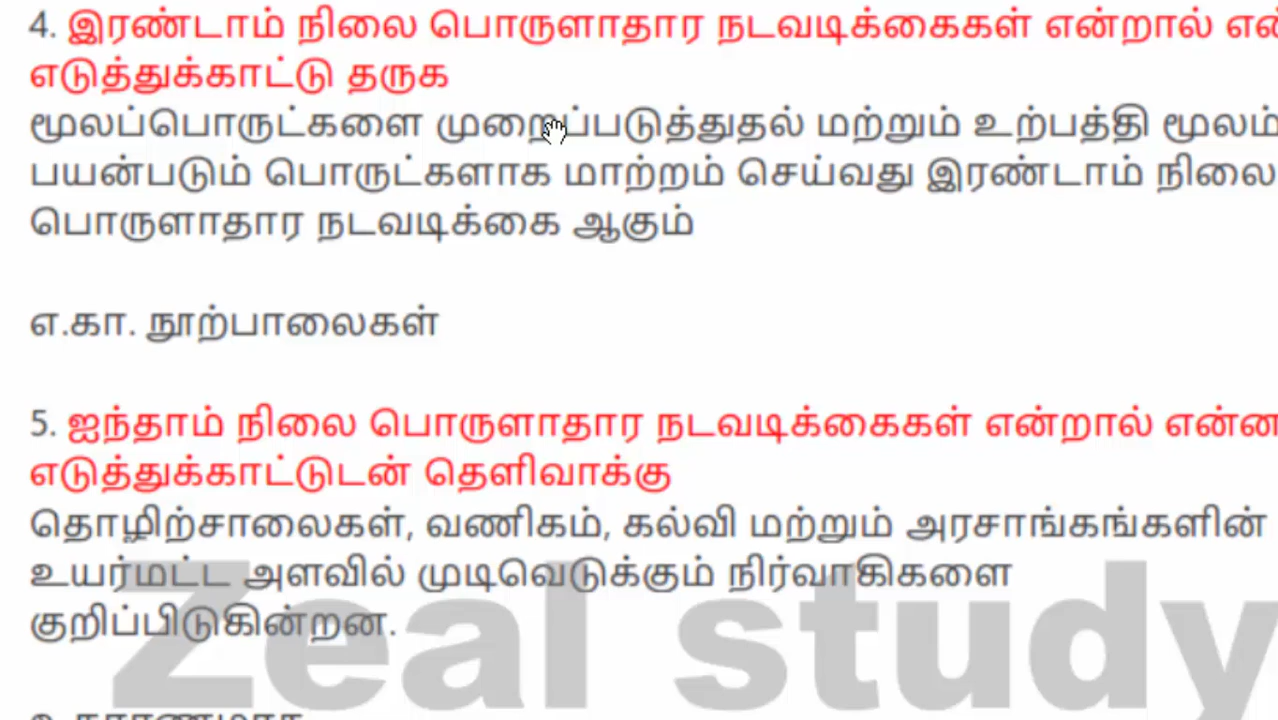 4. இரண்டாம் நிலை பொருளாதார நடவடிக்கைகள் என்றால்
எடுத்துக்காட்டு தருக
மூலப்பொருட்களை முறைப்படுத்துதல் மற்றும் உற்பத்தி மூலம்
பயன்படும் பொருட்களாக மாற்றம் செய்வது இரண்டாம் நிலை
பொருளாதார நடவடிக்கை ஆகும்
எ.கா. நூற்பாலைகள்
5. ஐந்தாம் நிலை பொருளாதார நடவடிக்கைகள் என்றால் என்ன
எடுத்துக்காட்டுடன் தெளிவாக்கு
தொழிற்சாலைகள், வணிகம், கல்வி மற்றும் அரசாங்கங்களின்
உயர்மட்ட அளவில் முடிவெடுக்கும் நிர்வாகிகளை
குறிப்பிடுகின்றன.
Zeal study